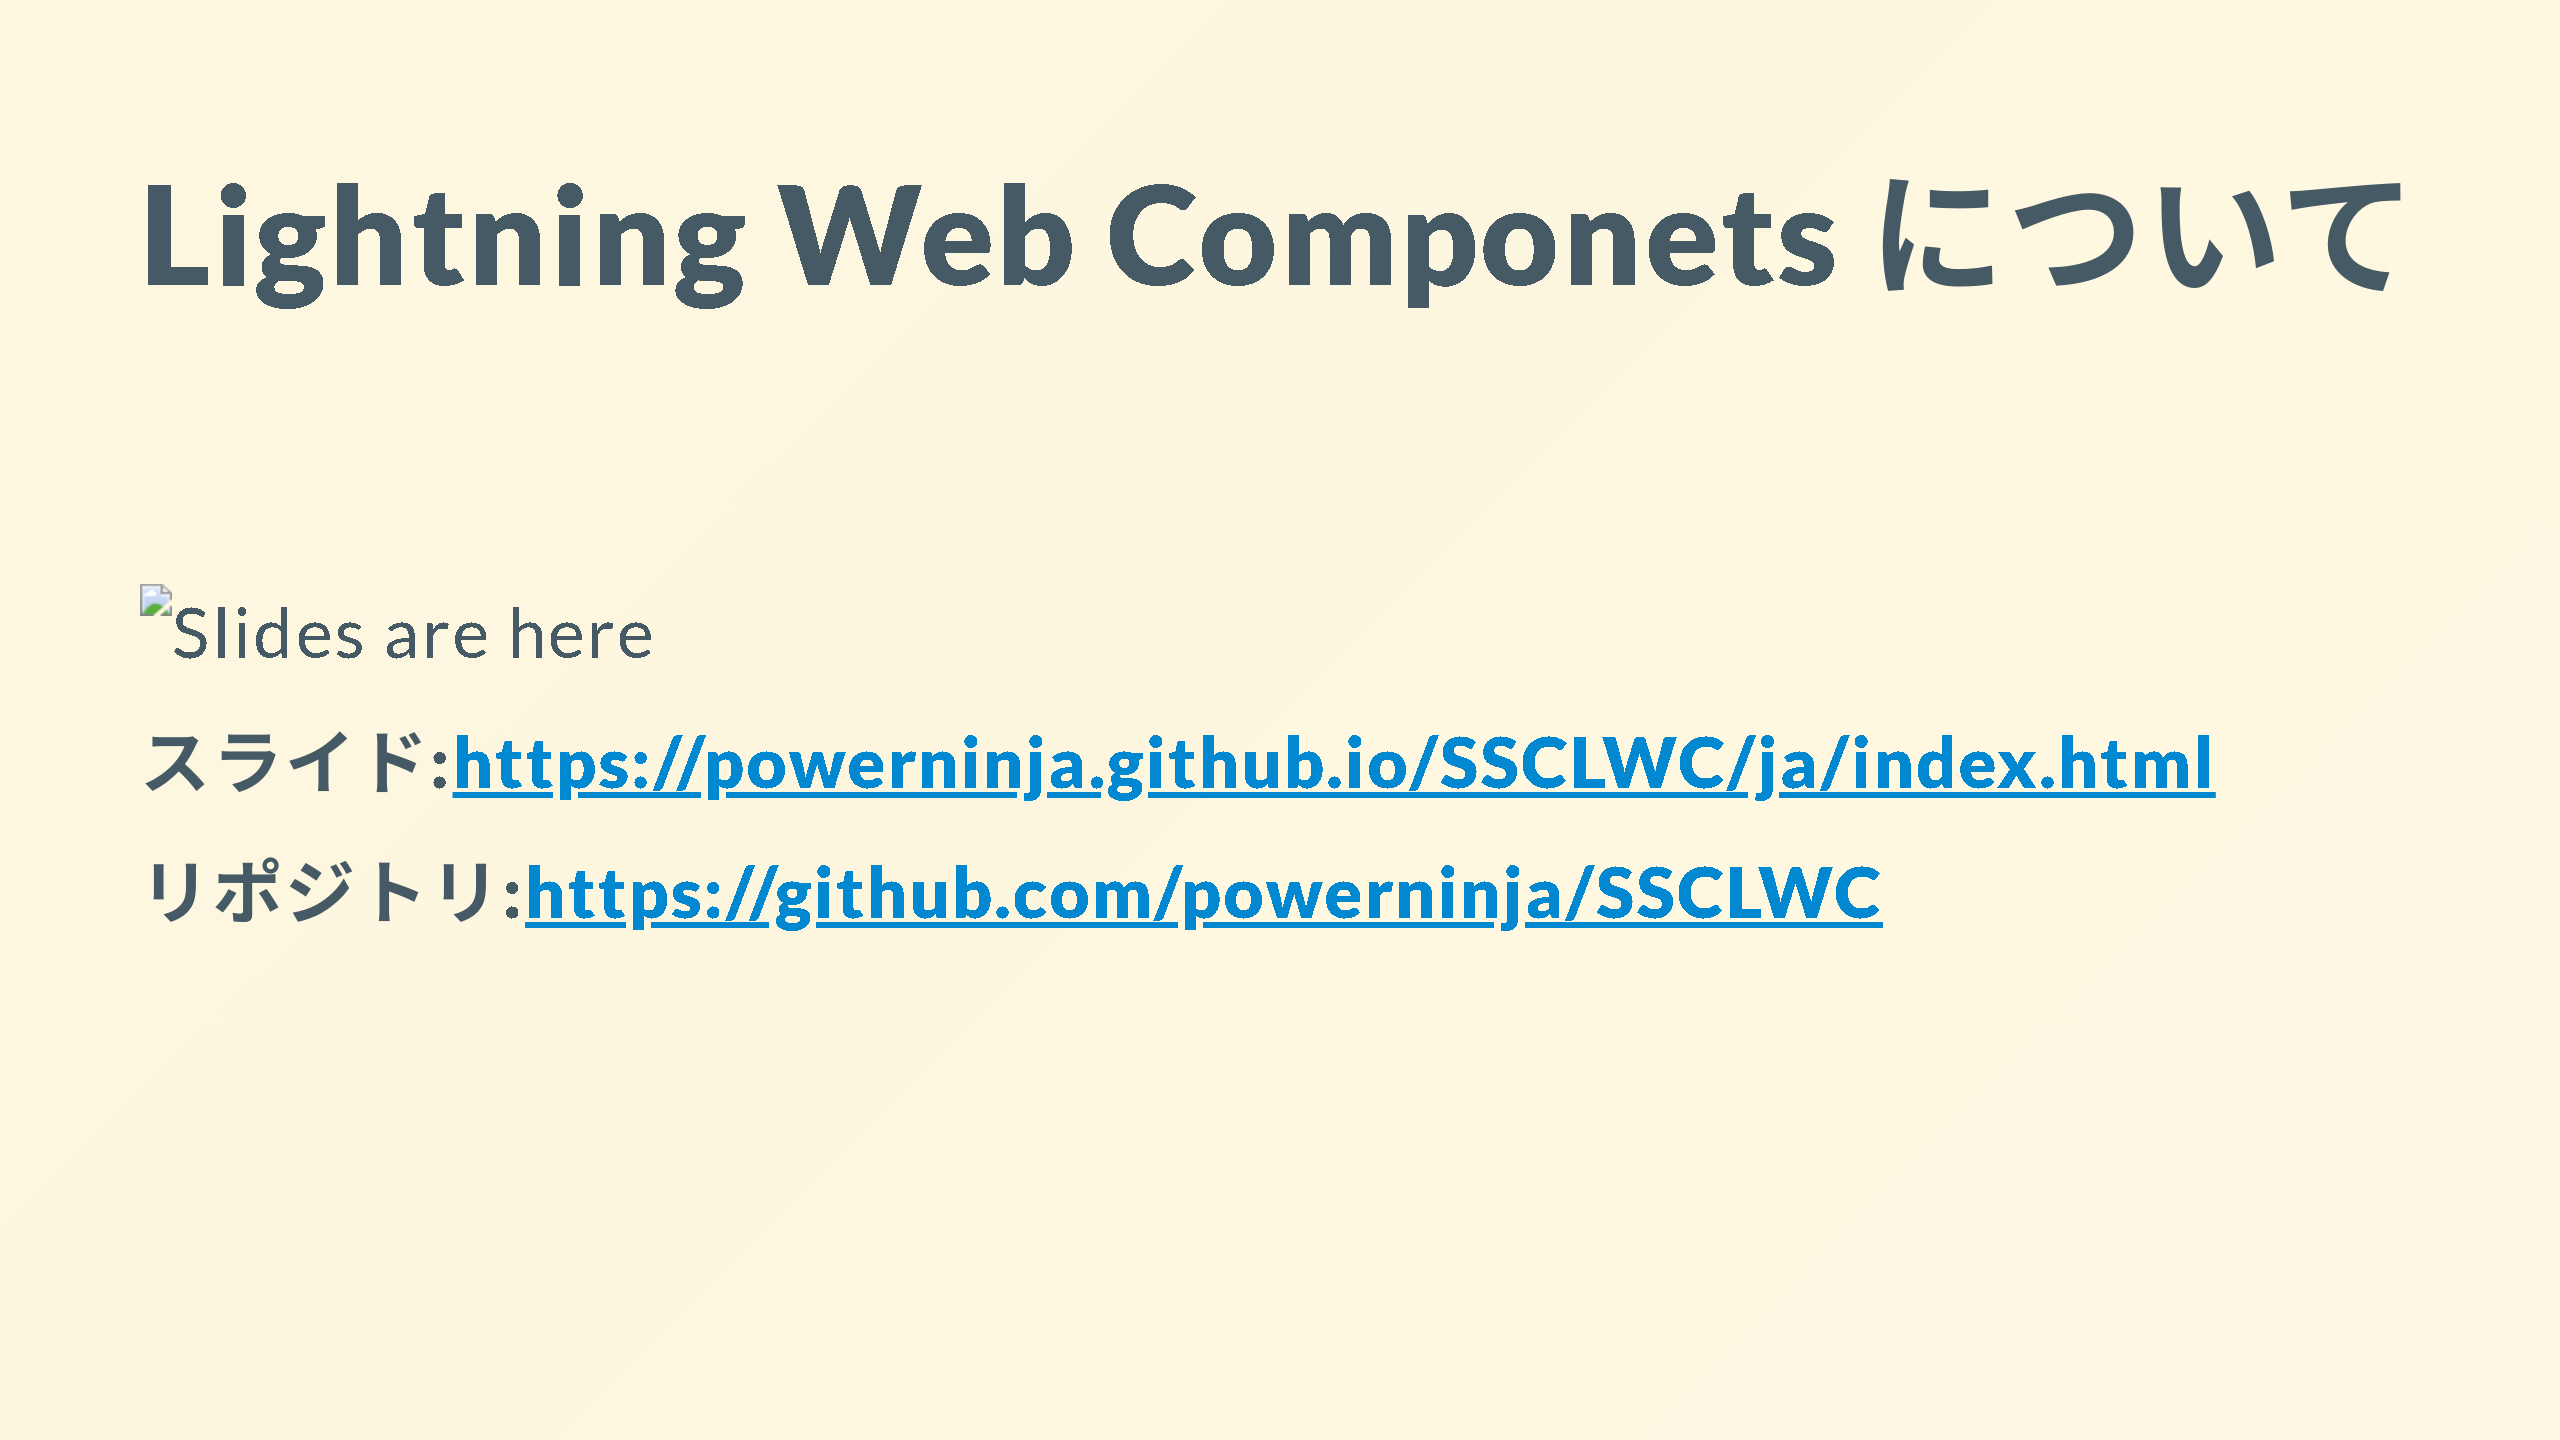 Lightning Web Componets について
Slides are here
スライド:https://powerninja.github.io/SSCLWC/ja/index.html
リポジトリ:https://github.com/powerninja/SSCLWC